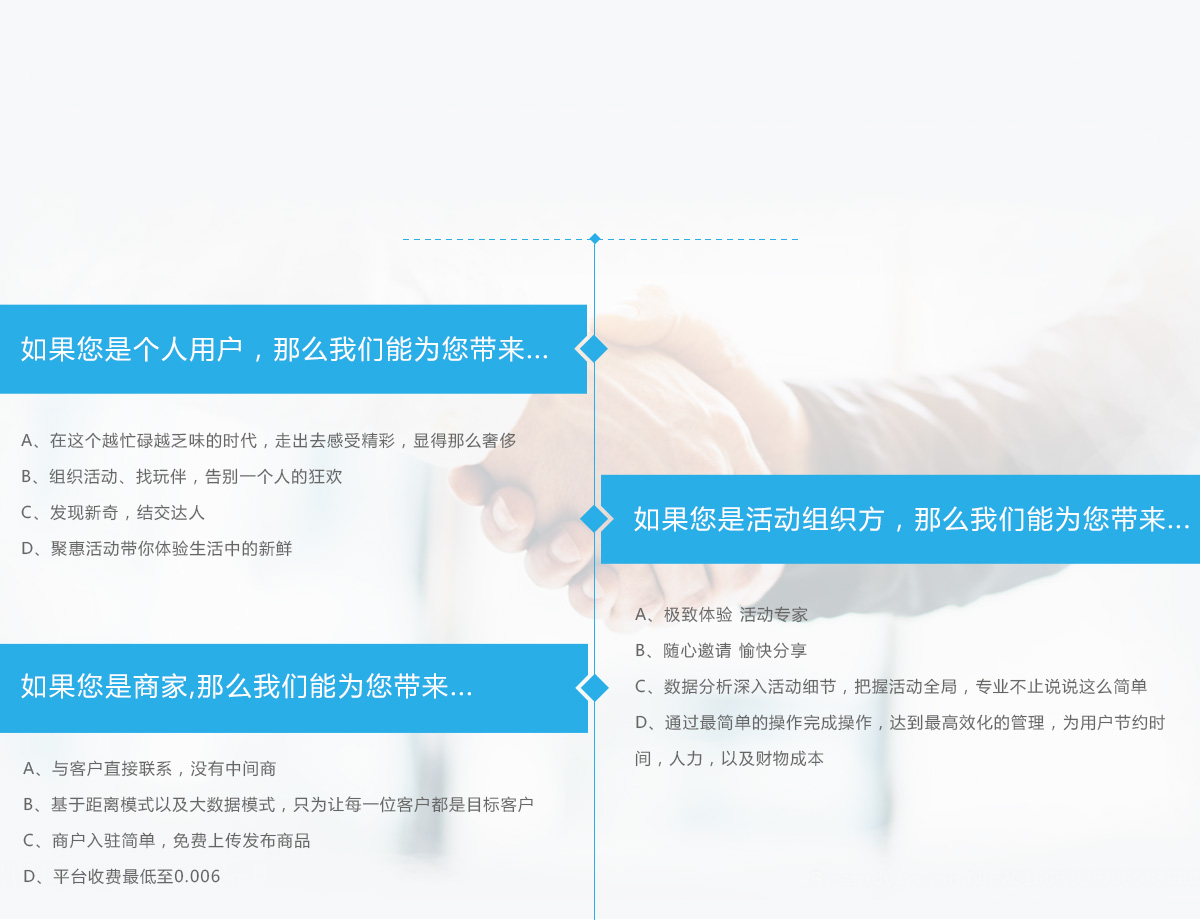 如果您是个人用户，那么我们能为您带来...
A、在这个越忙碌越乏味的时代，走出去感受精彩，显得那么奢侈
B、组织活动、找玩伴，告别一个人的狂欢
C、发现新奇，结交达人
D、聚惠活动带你体验生活中的新鲜
如果您是活动组织方，那么我们能为您带来...
A、极致体验 活动专家
B、随心邀请 愉快分享
C、数据分析深入活动细节，把握活动全局，专业不止说说这么简单
D、通过最简单的操作完成操作，达到最高效化的管理，为用户节约时
间，人力，以及财物成本
如果您是商家,那么我们能为您带来...
A、与客户直接联系，没有中间商
B、基于距离模式以及大数据模式，只为让每一位客户都是目标客户
C、商户入驻简单，免费上传发布商品
D、平台收费最低至0.006